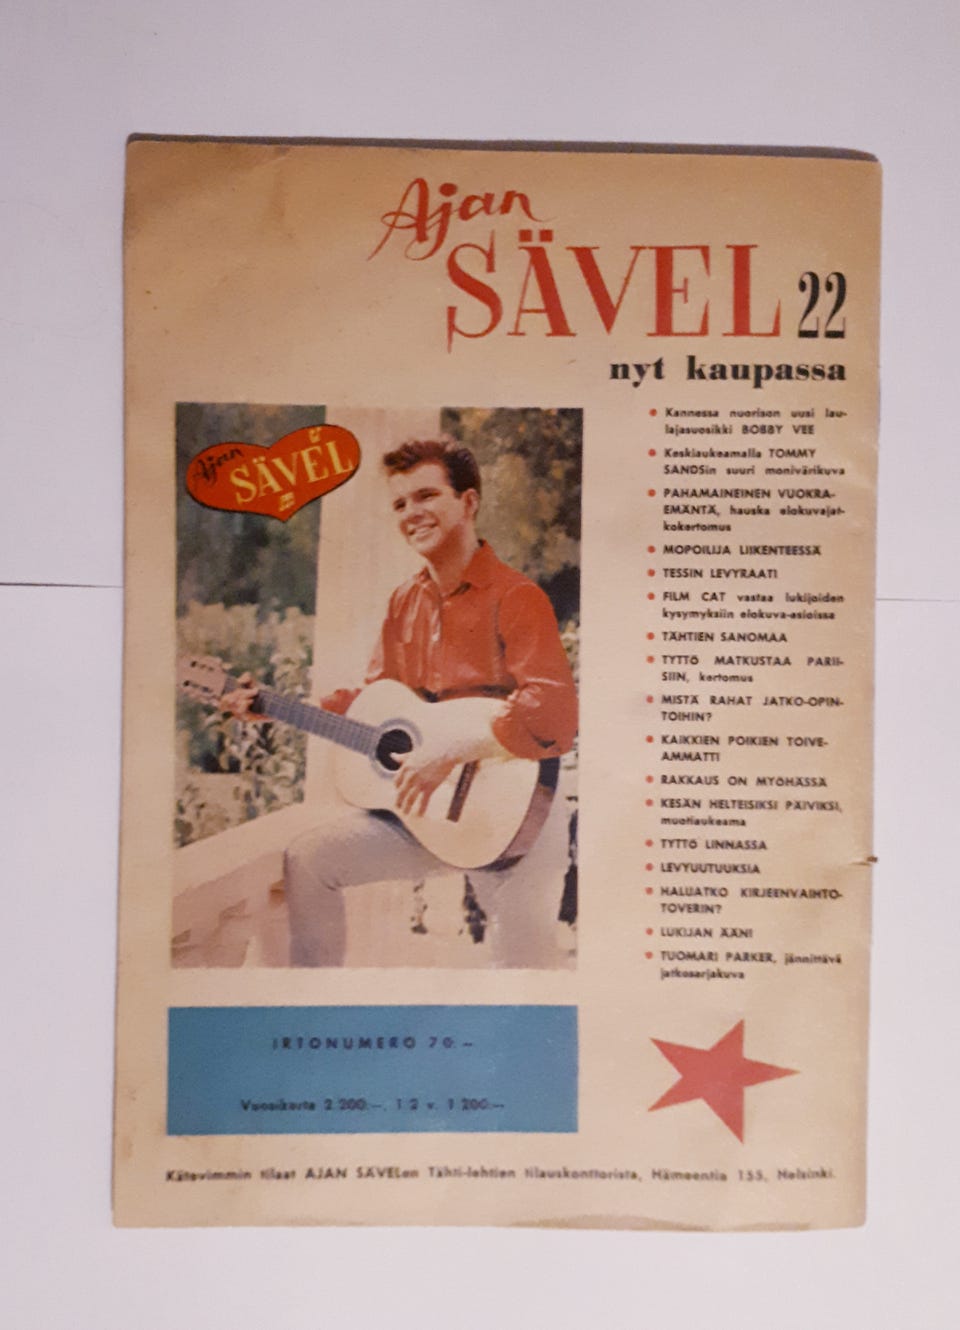 Ajan
SÄVEL 22
nyt kaupassa
Ajan
SÄVEL
• Kannessa nuorison uusi lau-
lajasuosikki BOBBY VEE
• Keskiaukeamalla TOMMY
SANDSin suuri monivärikuva
• PAHAMAINEINEN VUOKRA-
EMÄNTÄ, hauska elokuvajat-
kokertomus
• MOPOILIJA LIIKENTEESSÄ
• TESSIN LEVYRAATI
• FILM CAT vastaa lukijoiden
kysymyksiin elokuva-asioissa
• TÄHTIEN SANOMAA
• TYTTÖ MATKUSTAA PARII-
SIIN, kertomus
• MISTÄ RAHAT JATKO-OPIN-
TOIHIN?
• KAIKKIEN POIKIEN TOIVE-
AMMATTI
• RAKKAUS ON MYÖHÄSSÄ
• KESÄN HELTEISIKSI PÄIVIKSI,
muotiaukeama
• TYTTÖ LINNASSA
• LEVYUUTUUKSIA
• HALUATKO KIRJEENVAIHTO-
TOVERIN?
• LUKIJAN ÄÄNI
• TUOMARI PARKER, jännittävä
jatkosarjakuva
IRTONUMERO 70:—
Vuosikerta 2.200:—, 1/2 v. 1.200:—
Kätevimmin tilaat AJAN SÄVELen Tähti-lehtien tilauskonttorista, Hämeentie 155, Helsinki.